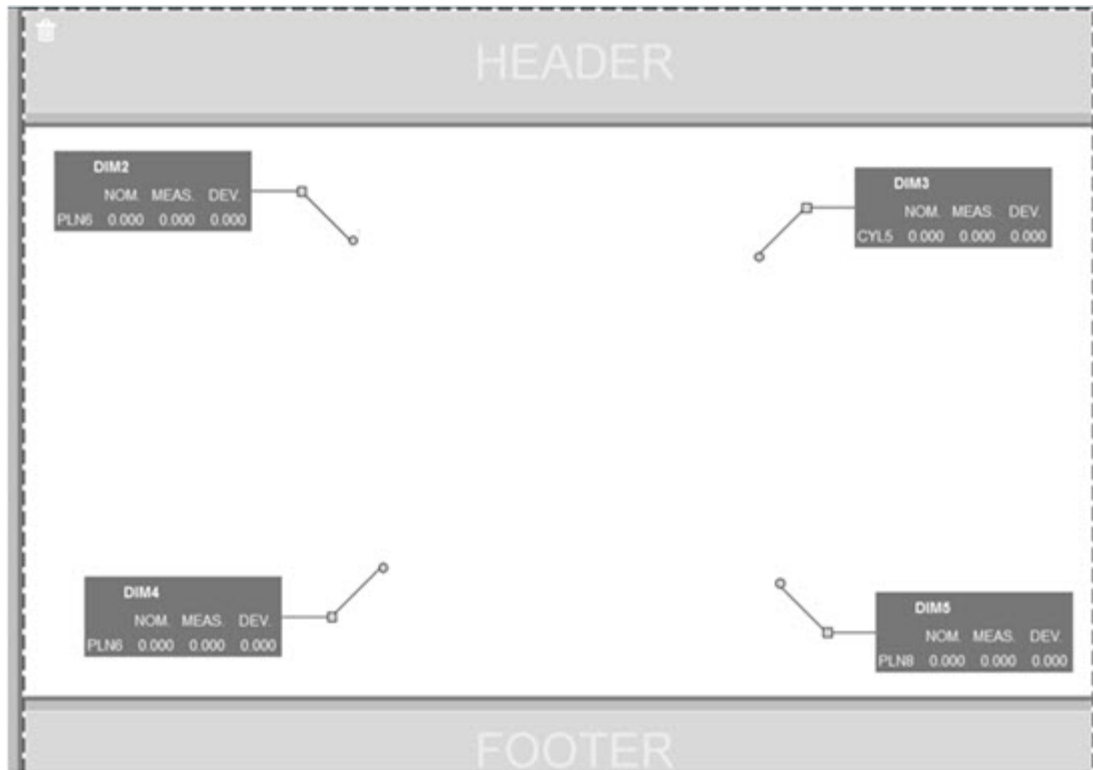 HEADER
DIM2
NOM. MEAS. DEV.
PLN6 0.000 0.000 0.000
DIM3
NOM. MEAS. DEV.
CYL5 0.000 0.000 0.000
DIM4
NOM. MEAS. DEV.
PLN6 0.000 0.000 0.000
DIM5
NOM. MEAS. DEV.
PLN8 0.000 0.000 0.000
FOOTER